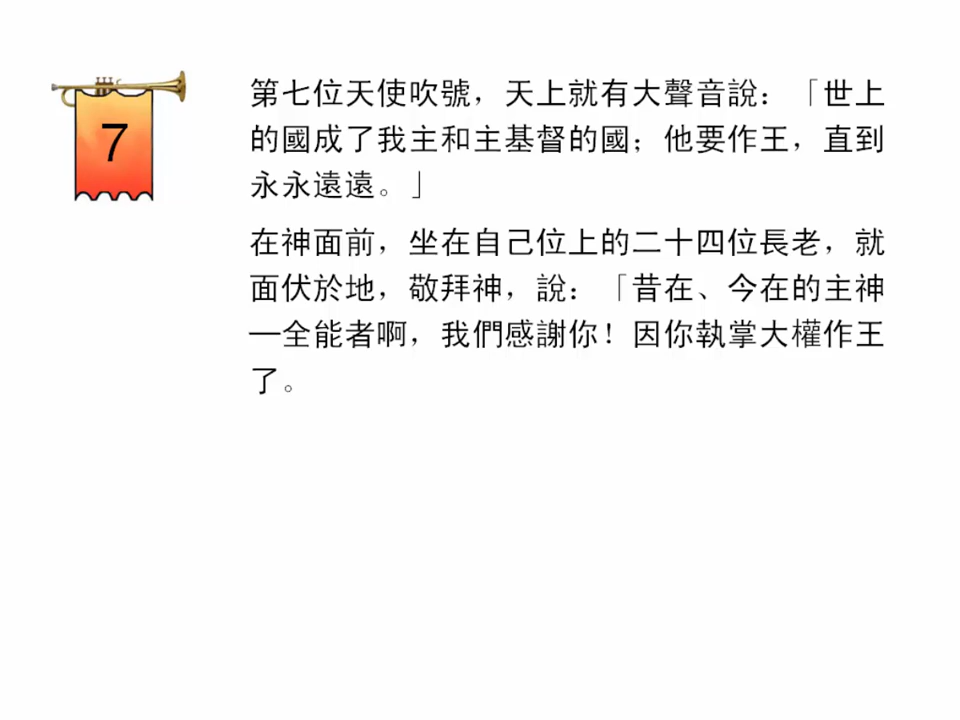 7
第七位天使吹號，天上就有大聲音說：「世上
的國成了我主和主基督的國；他要作王，直到
永永遠遠。」
在神面前，坐在自己位上的二十四位長老，就
面伏於地，敬拜神，說：「昔在、今在的主神
—全能者啊，我們感謝你！因你執掌大權作王
了。